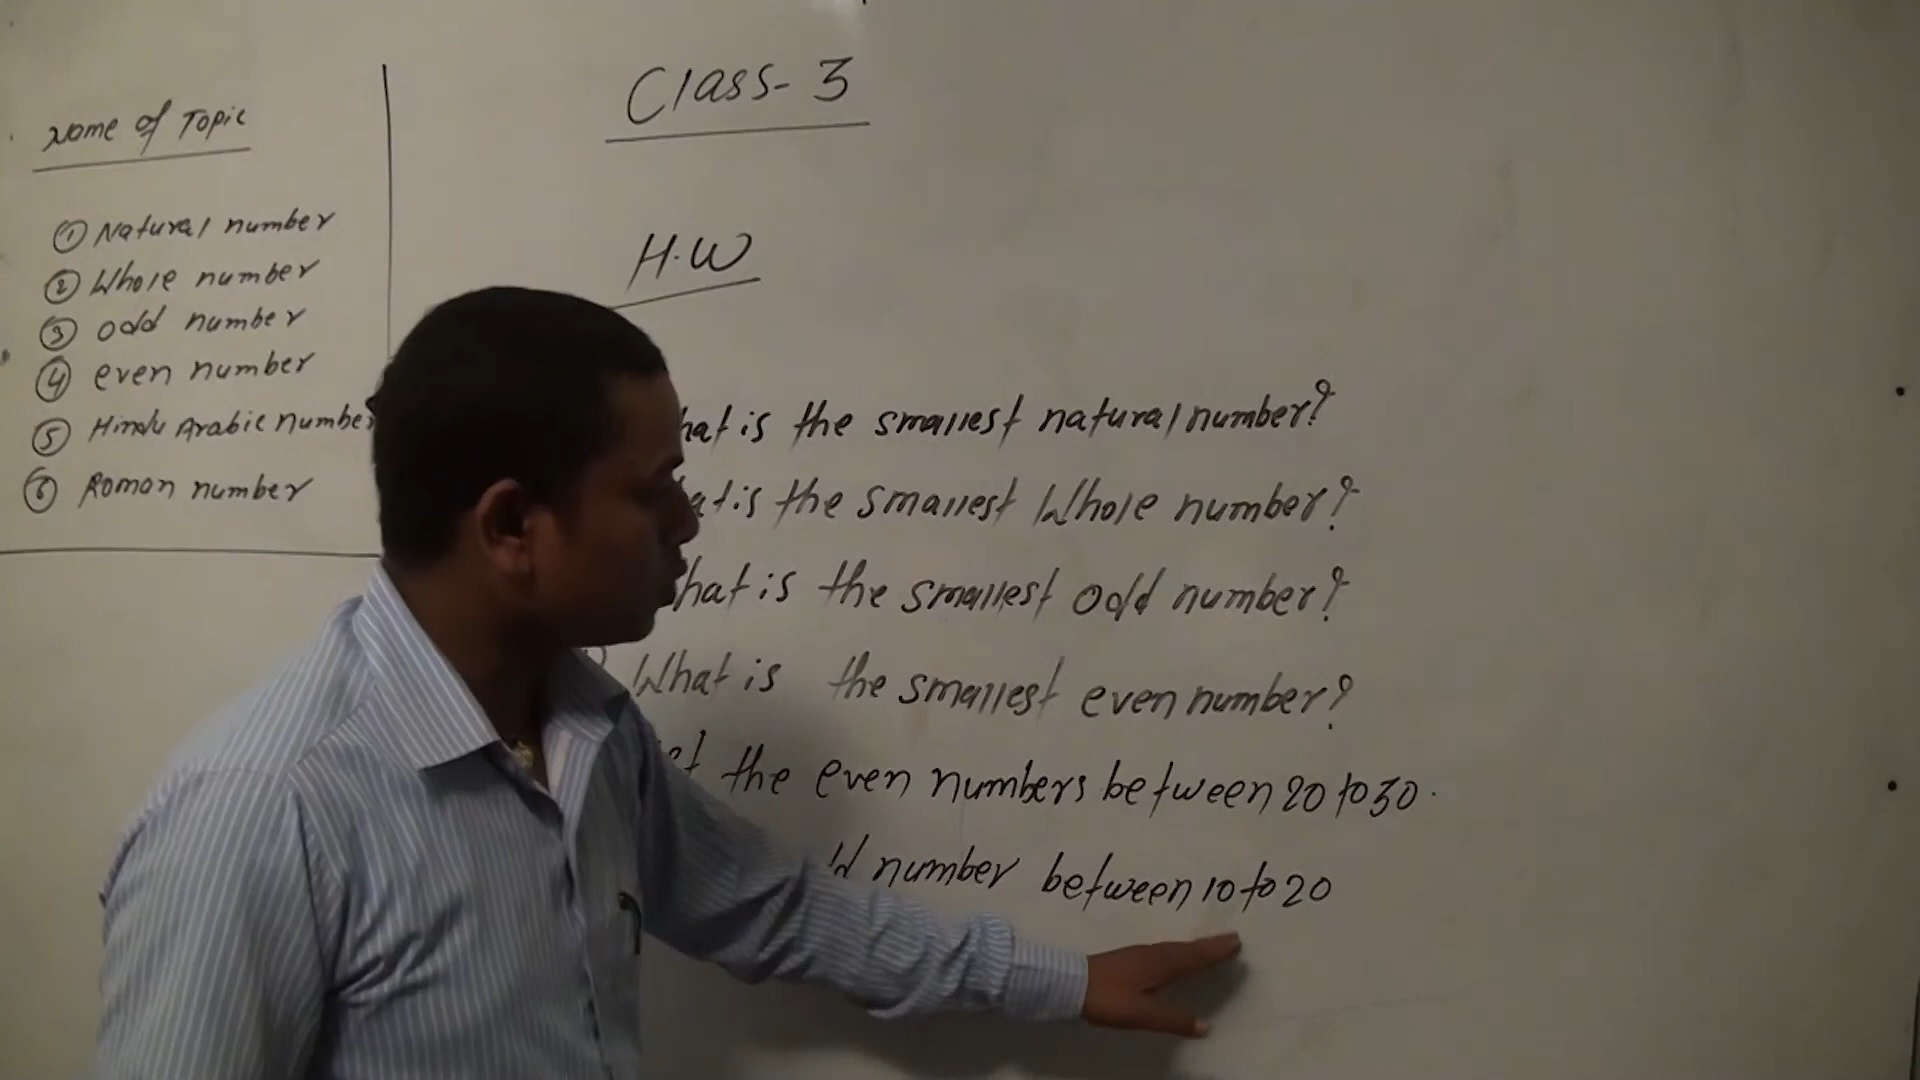 Name of Topic
① Natural number
② Whole number
③ odd number
④ even number
⑤ Hindu Arabic number
⑥ Roman number
Class-3
H.W
is the smallest natural number?
is the smallest Whole number?
is the smallest odd number?
What is the smallest even number?
the even numbers between 20 to 30.
number between 10 to 20